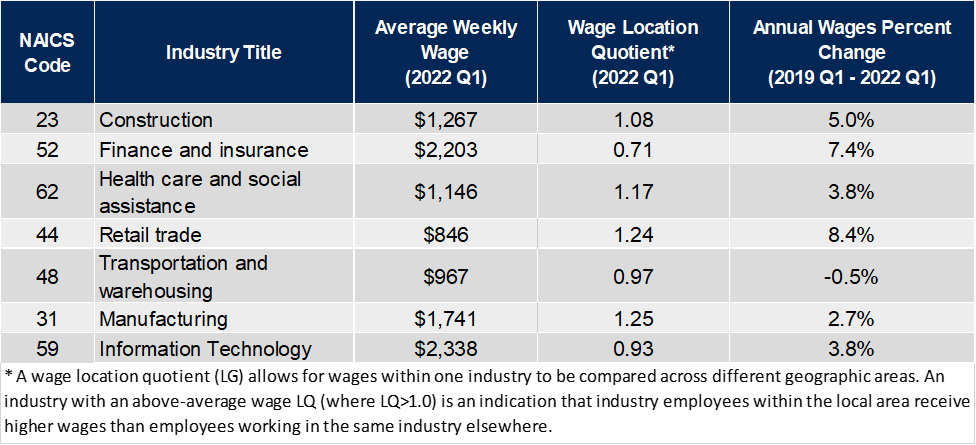 NAICS Code Industry Title Average Weekly Wage (2022 Q1) Wage Location Quotient* (2022 Q1) Annual Wages Percent Change (2019 Q1 - 2022 Q1)
23 Construction $1,267 1.08 5.0%
52 Finance and insurance $2,203 0.71 7.4%
62 Health care and social assistance $1,146 1.17 3.8%
44 Retail trade $846 1.24 8.4%
48 Transportation and warehousing $967 0.97 -0.5%
31 Manufacturing $1,741 1.25 2.7%
59 Information Technology $2,338 0.93 3.8%
* A wage location quotient (LG) allows for wages within one industry to be compared across different geographic areas. An
industry with an above-average wage LQ (where LQ>1.0) is an indication that industry employees within the local area receive
higher wages than employees working in the same industry elsewhere.